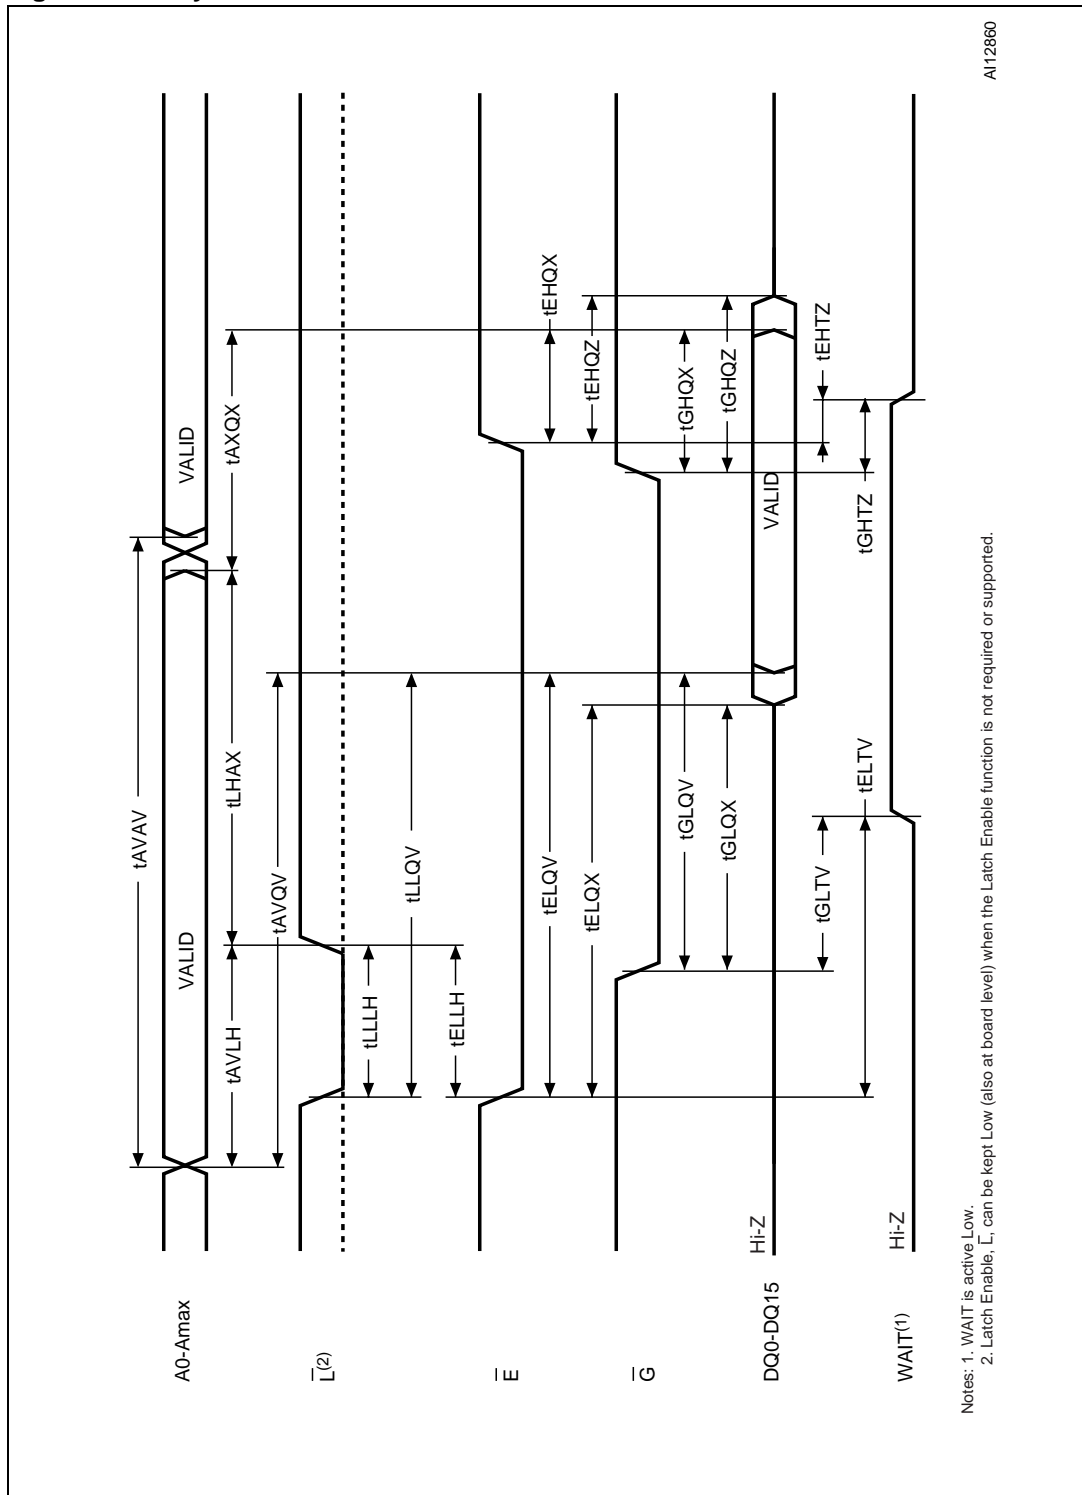 A0-Amax
VALID
VALID
tAVAV
tAVLH
tLHAX
tAXQX
tAVQV
L̅(2)
tLLLH
tLLQV
tELLH
E̅
tELQV
tEHQX
tELQX
tEHQZ
G̅
tGLQV
tGHQX
tGLQX
tGHQZ
DQ0-DQ15
Hi-Z
VALID
tGLTV
tEHTZ
tELTV
tGHTZ
WAIT(1)
Hi-Z
Notes: 1. WAIT is active Low.
2. Latch Enable, L̅, can be kept Low (also at board level) when the Latch Enable function is not required or supported.
AI12860